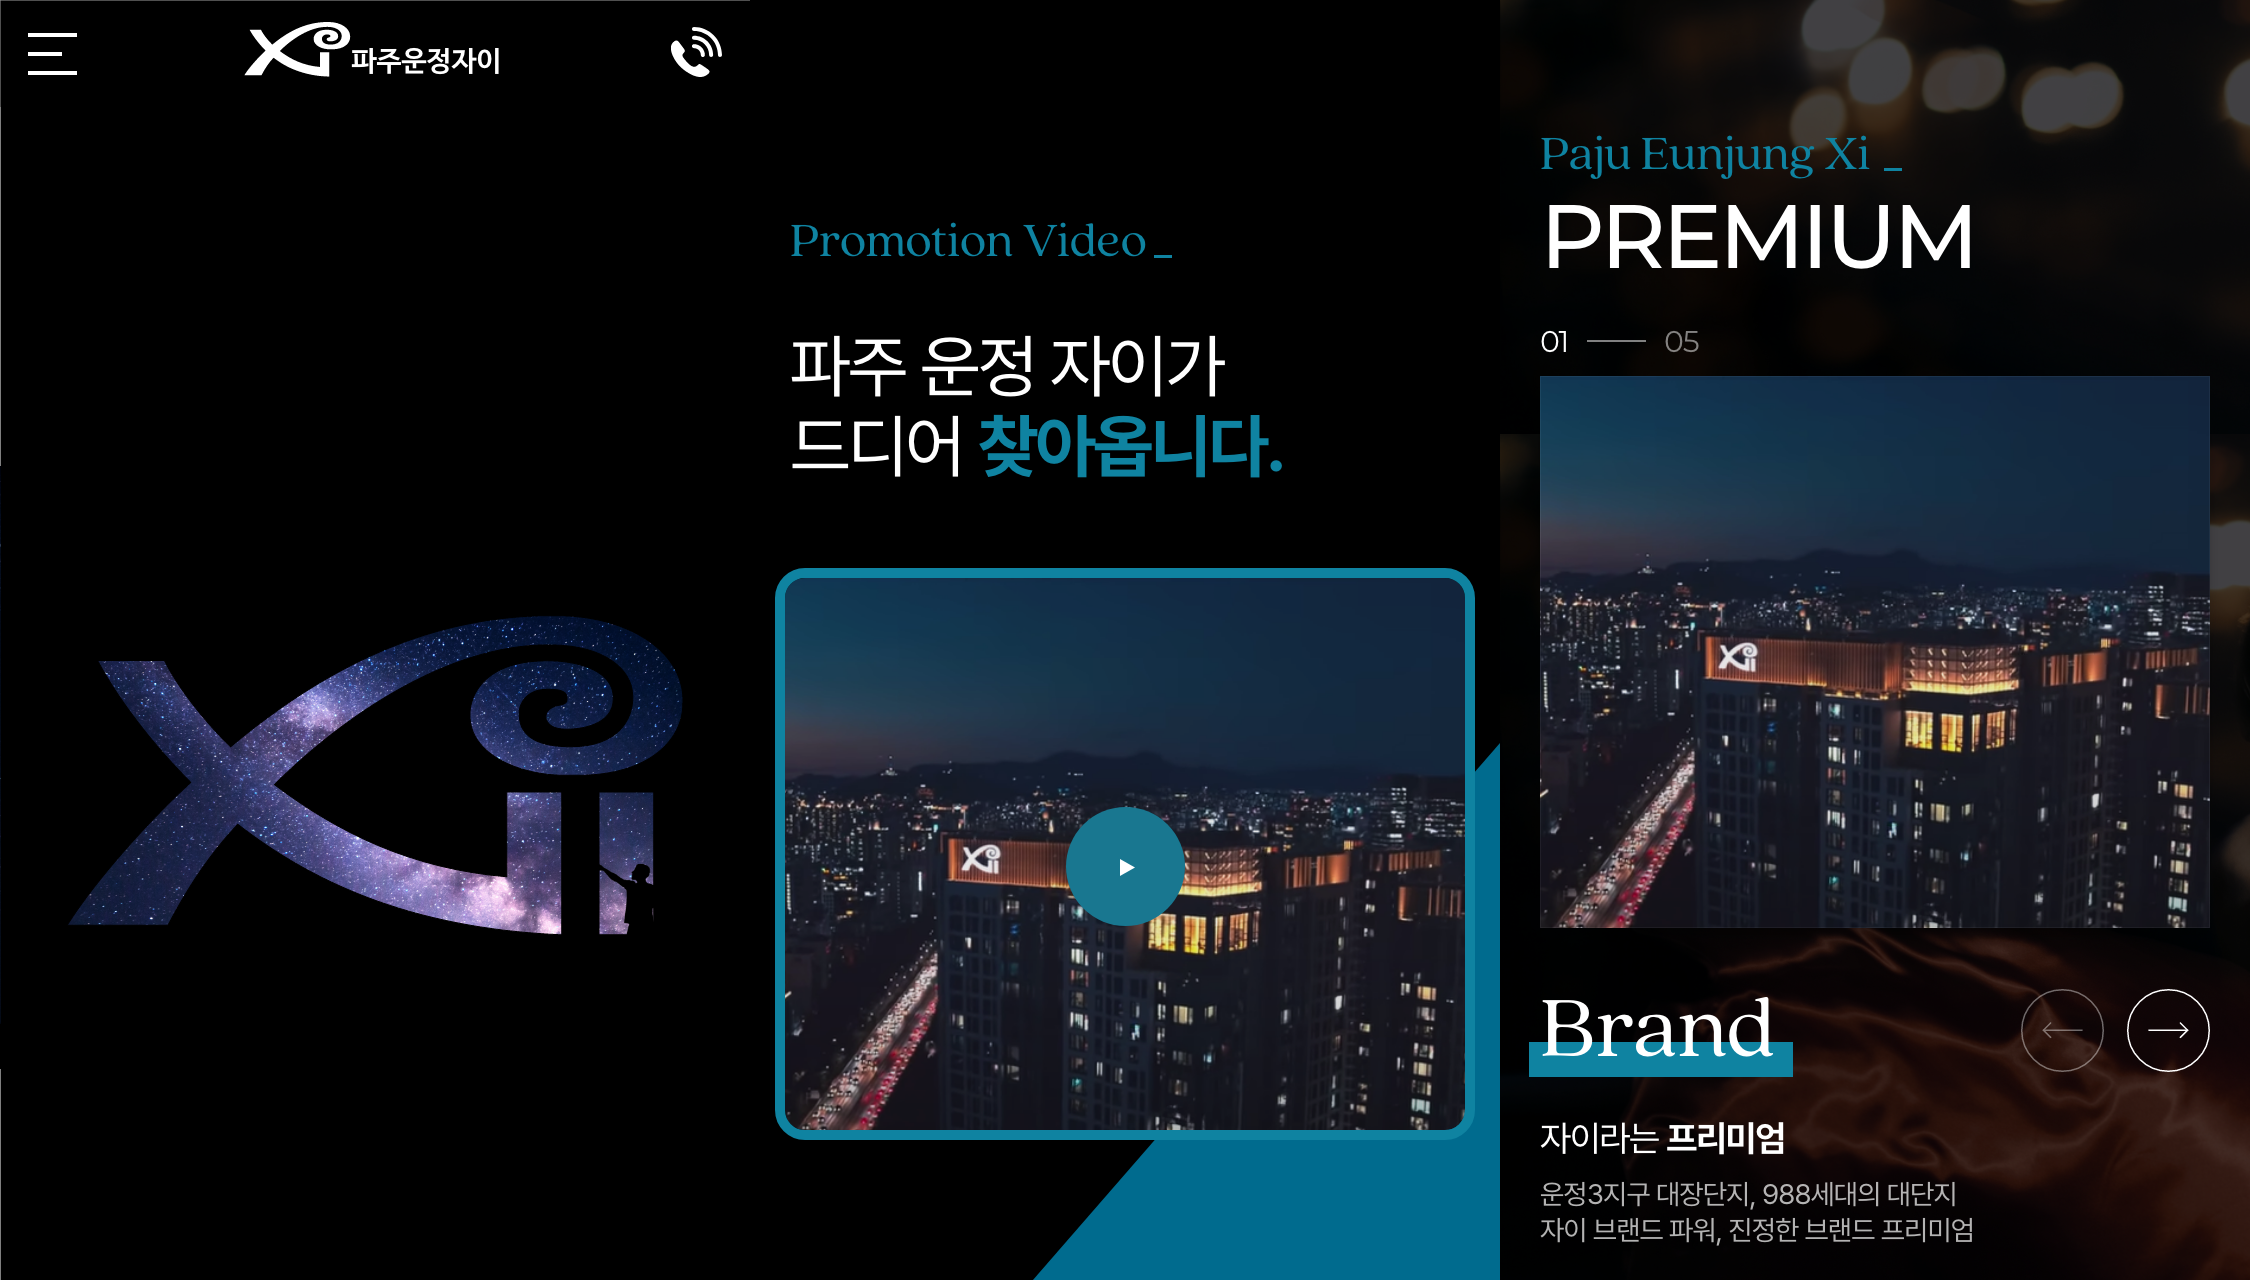 Xi 파주운정자이
Xi
Promotion Video _
파주 운정 자이가
드디어 찾아옵니다.
Xi
Paju Eunjung Xi _
PREMIUM
01 — 05
Xi
Brand
자이라는 프리미엄
운정3지구 대장단지, 988세대의 대단지
자이 브랜드 파워, 진정한 브랜드 프리미엄